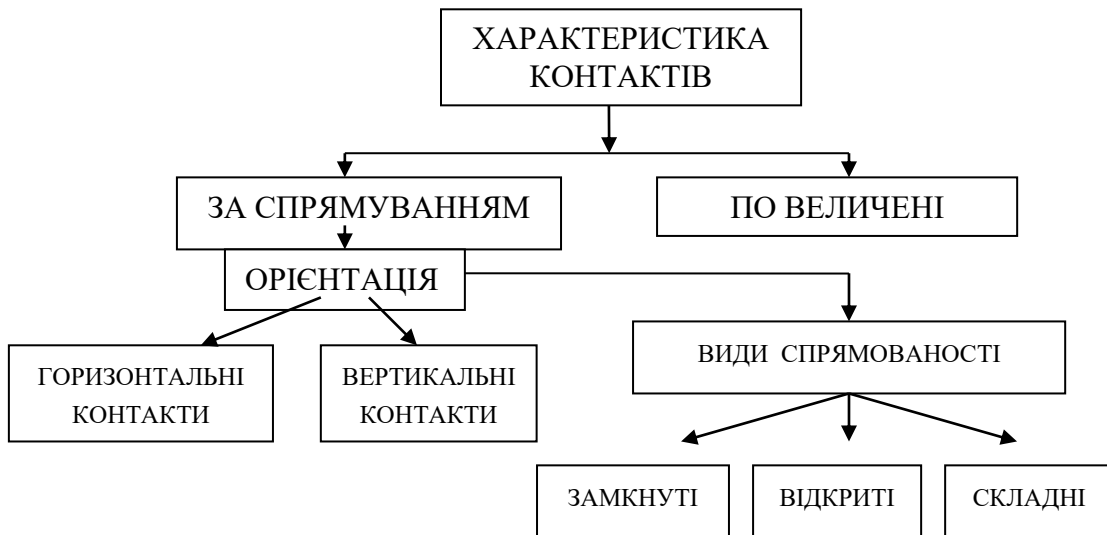 ХАРАКТЕРИСТИКА
КОНТАКТІВ
ЗА СПРЯМУВАННЯМ
ПО ВЕЛИЧЕНІ
ОРІЄНТАЦІЯ
ГОРИЗОНТАЛЬНІ
КОНТАКТИ
ВЕРТИКАЛЬНІ
КОНТАКТИ
ВИДИ СПРЯМОВАНОСТІ
ЗАМКНУТІ
ВІДКРИТІ
СКЛАДНІ